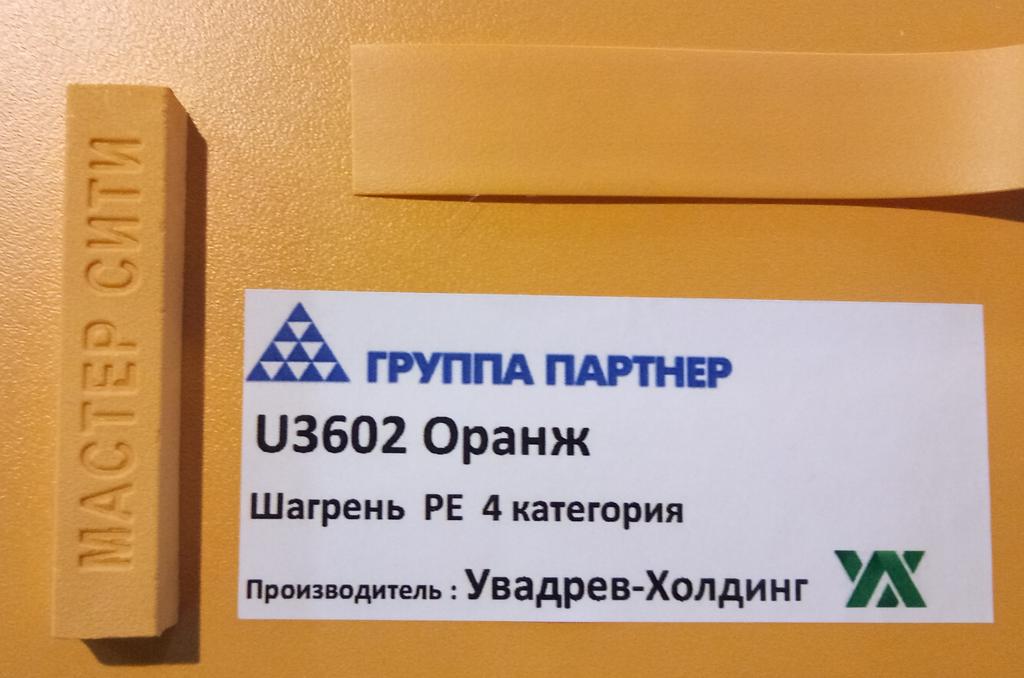 МАСТЕР СИТИ
ГРУППА ПАРТНЕР
U3602 Оранж
Шагрень PE 4 категория
Производитель : Увадрев-Холдинг